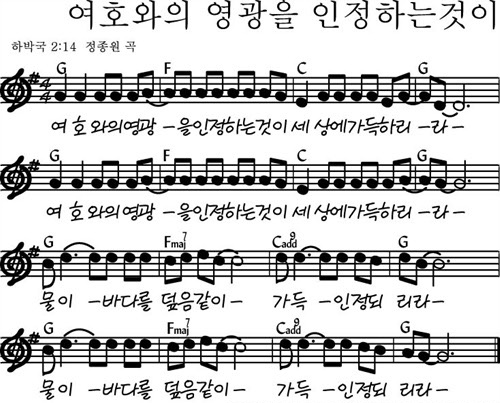 여호와의 영광을 인정하는것이
하박국 2:14 정종원 곡
G F C G
여 호 와의영광 -을인정하는것이 세 상에가득하리 -라-
G F C G
여 호 와의영광 -을인정하는것이 세 상에가득하리 -라-
G Fmaj7 Cadd9 G
물이 -바다를 덮음같이- 가득 -인정되 리라-
G Fmaj7 Cadd9 G
물이 -바다를 덮음같이- 가득 -인정되 리라-